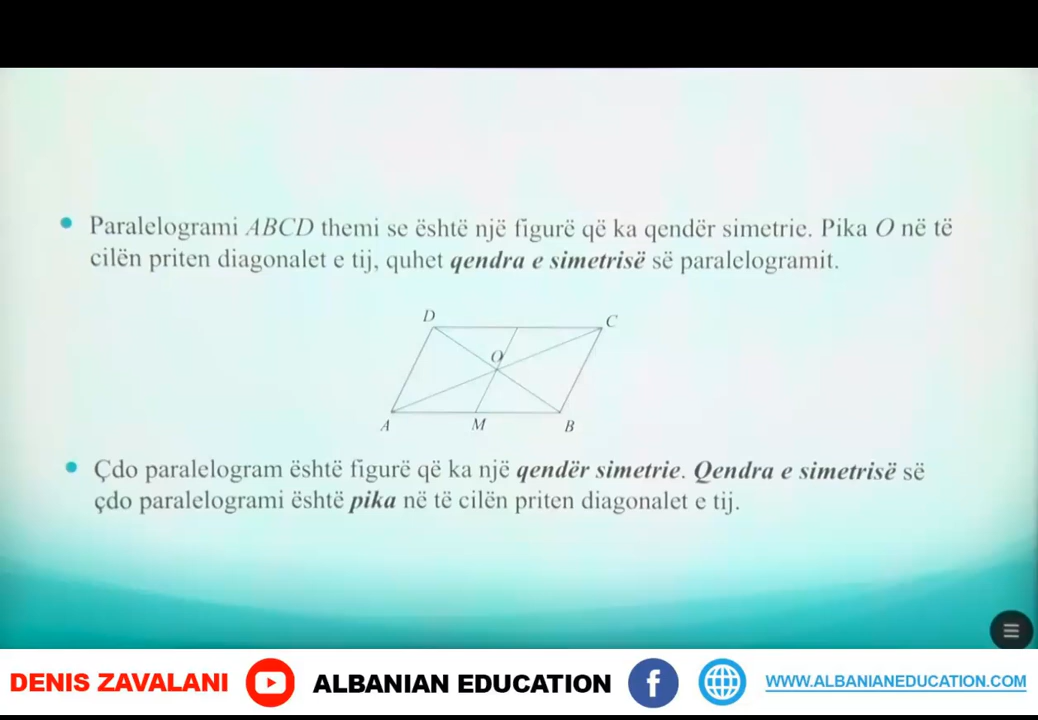 Paralelogrami ABCD themi se është një figurë që ka qendër simetrie. Pika O në të
cilën priten diagonalet e tij, quhet qendra e simetrisë së paralelogramit.
D
C
O
A
M
B
Çdo paralelogram është figurë që ka një qendër simetrie. Qendra e simetrisë së
çdo paralelogrami është pika në të cilën priten diagonalet e tij.
DENIS ZAVALANI
ALBANIAN EDUCATION
f
WWW.ALBANIANEDUCATION.COM